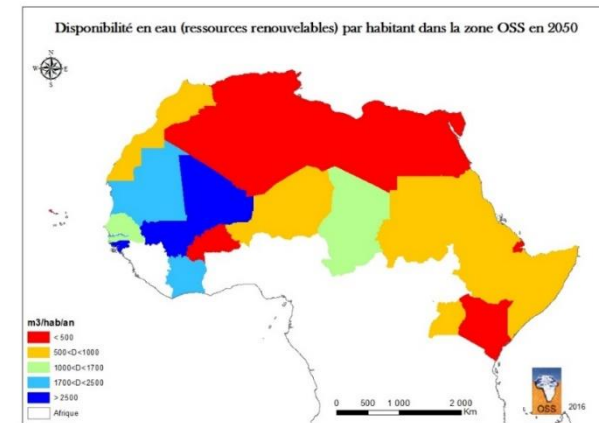 Disponibilité en eau (ressources renouvelables) par habitant dans la zone OSS en 2050
N
W
E
S
m3/hab/an
< 500
500<D<1000
1000<D<1700
1700<D<2500
> 2500
Afrique
0 500 1 000 2 000
Km
OSS
2016